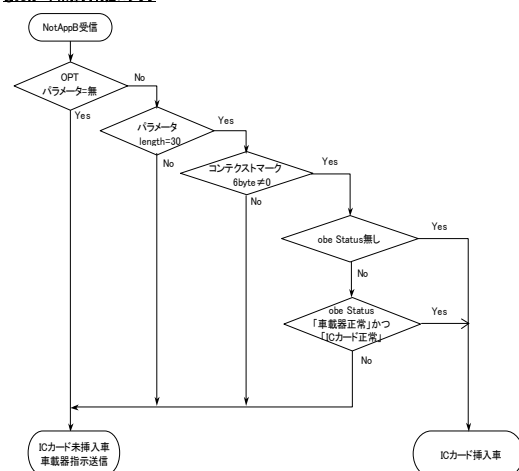 NotAppB受信
OPT
パラメータ=無
No
Yes
パラメータ
length=30
Yes
No
コンテクストマーク
6byte≠0
Yes
No
obe Status無し
Yes
No
obe Status
「車載器正常」かつ
「ICカード正常」
Yes
No
ICカード未挿入車
車載器指示送信
ICカード挿入車